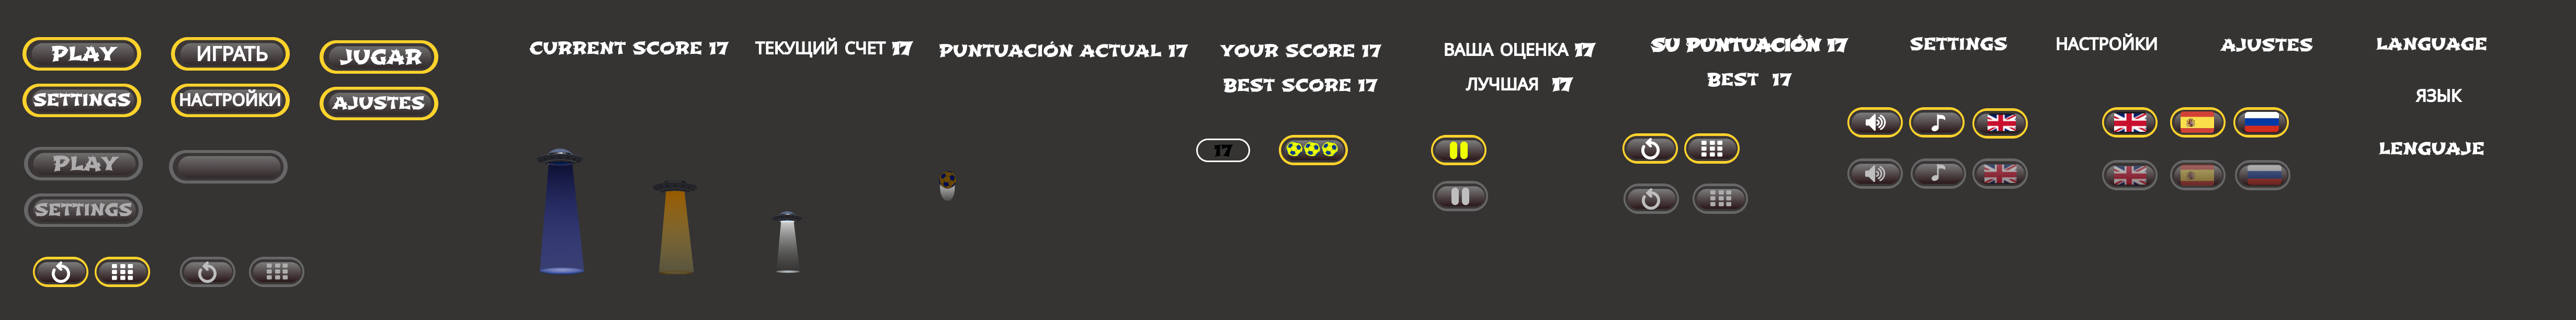 PLAY
ИГРАТЬ
JUGAR
SETTINGS
НАСТРОЙКИ
AJUSTES
PLAY
SETTINGS
CURRENT SCORE 17
ТЕКУЩИЙ СЧЕТ 17
PUNTUACIÓN ACTUAL 17
YOUR SCORE 17
BEST SCORE 17
17
ВАША ОЦЕНКА 17
ЛУЧШАЯ 17
SU PUNTUACIÓN 17
BEST 17
SETTINGS
НАСТРОЙКИ
AJUSTES
LANGUAGE
ЯЗЫК
LENGUAJE